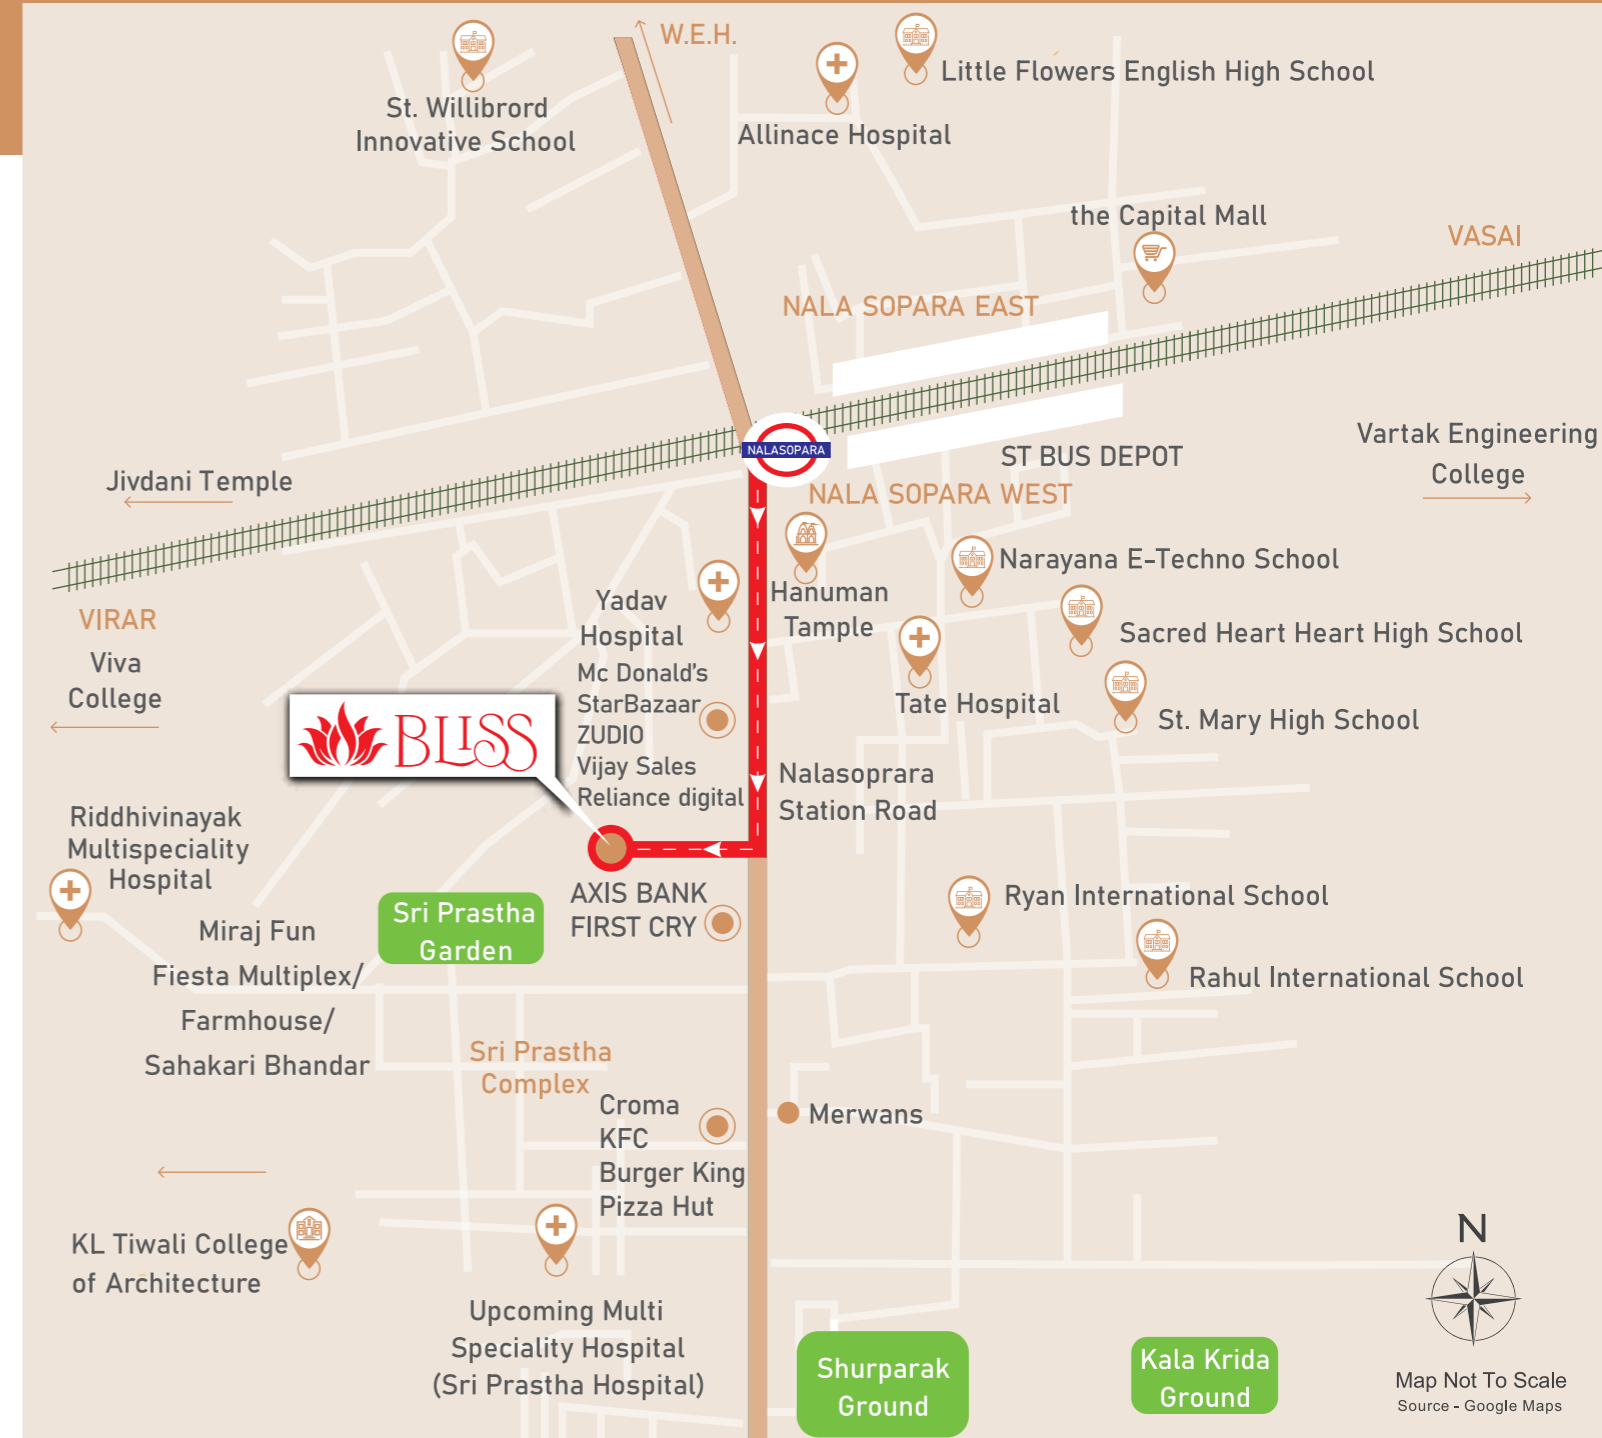 W.E.H.
Little Flowers English High School
St. Willibrord
Innovative School
Allinace Hospital
the Capital Mall
VASAI
NALA SOPARA EAST
NALASOPARA
ST BUS DEPOT
Vartak Engineering
College
Jivdani Temple
NALA SOPARA WEST
Narayana E-Techno School
Yadav
Hospital
Hanuman
Tample
VIRAR
Viva
College
Sacred Heart Heart High School
Mc Donald's
StarBazaar
ZUDIO
Vijay Sales
Reliance digital
Tate Hospital
St. Mary High School
BLISS
Nalasoprara
Station Road
Riddhivinayak
Multispeciality
Hospital
AXIS BANK
FIRST CRY
Sri Prastha
Garden
Ryan International School
Miraj Fun
Fiesta Multiplex/
Farmhouse/
Sahakari Bhandar
Rahul International School
Sri Prastha
Complex
Croma
KFC
Burger King
Pizza Hut
Merwans
KL Tiwali College
of Architecture
Upcoming Multi
Speciality Hospital
(Sri Prastha Hospital)
Shurparak
Ground
Kala Krida
Ground
N
Map Not To Scale
Source - Google Maps